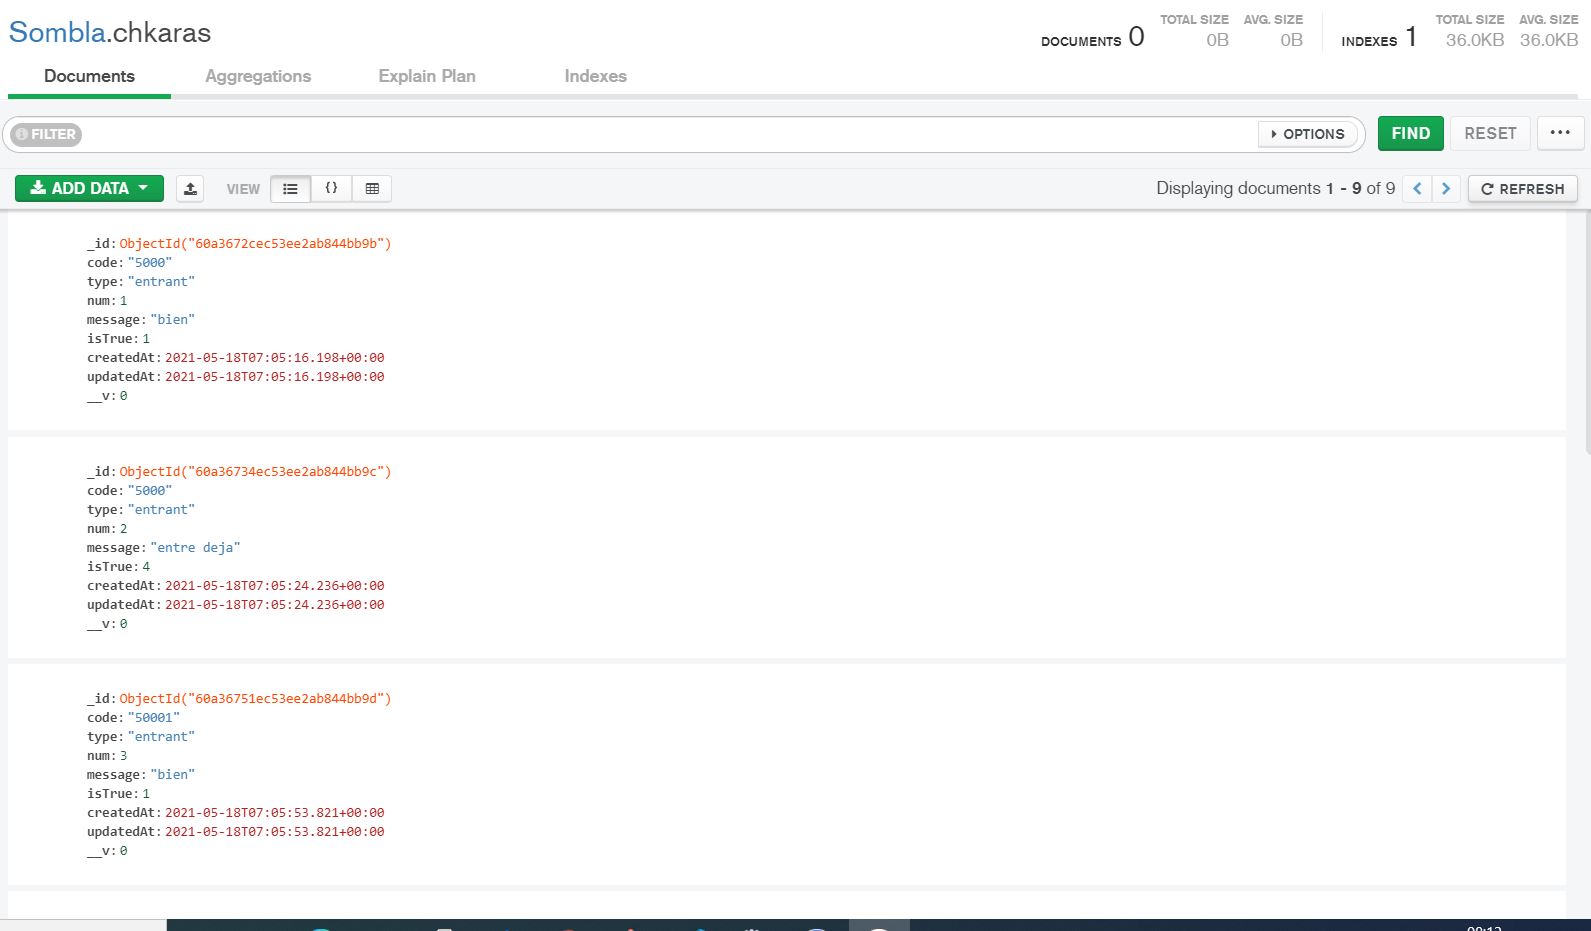 Sombla.chkaras
DOCUMENTS 0 TOTAL SIZE 0B AVG. SIZE 0B INDEXES 1 TOTAL SIZE 36.0KB AVG. SIZE 36.0KB
Documents Aggregations Explain Plan Indexes
FILTER OPTIONS FIND RESET ...
ADD DATA VIEW {} Displaying documents 1 - 9 of 9 < > REFRESH
_id: ObjectId("60a3672cec53ee2ab844bb9b")
code: "5000"
type: "entrant"
num: 1
message: "bien"
isTrue: 1
createdAt: 2021-05-18T07:05:16.198+00:00
updatedAt: 2021-05-18T07:05:16.198+00:00
__v: 0
_id: ObjectId("60a36734ec53ee2ab844bb9c")
code: "5000"
type: "entrant"
num: 2
message: "entre deja"
isTrue: 4
createdAt: 2021-05-18T07:05:24.236+00:00
updatedAt: 2021-05-18T07:05:24.236+00:00
__v: 0
_id: ObjectId("60a36751ec53ee2ab844bb9d")
code: "50001"
type: "entrant"
num: 3
message: "bien"
isTrue: 1
createdAt: 2021-05-18T07:05:53.821+00:00
updatedAt: 2021-05-18T07:05:53.821+00:00
__v: 0